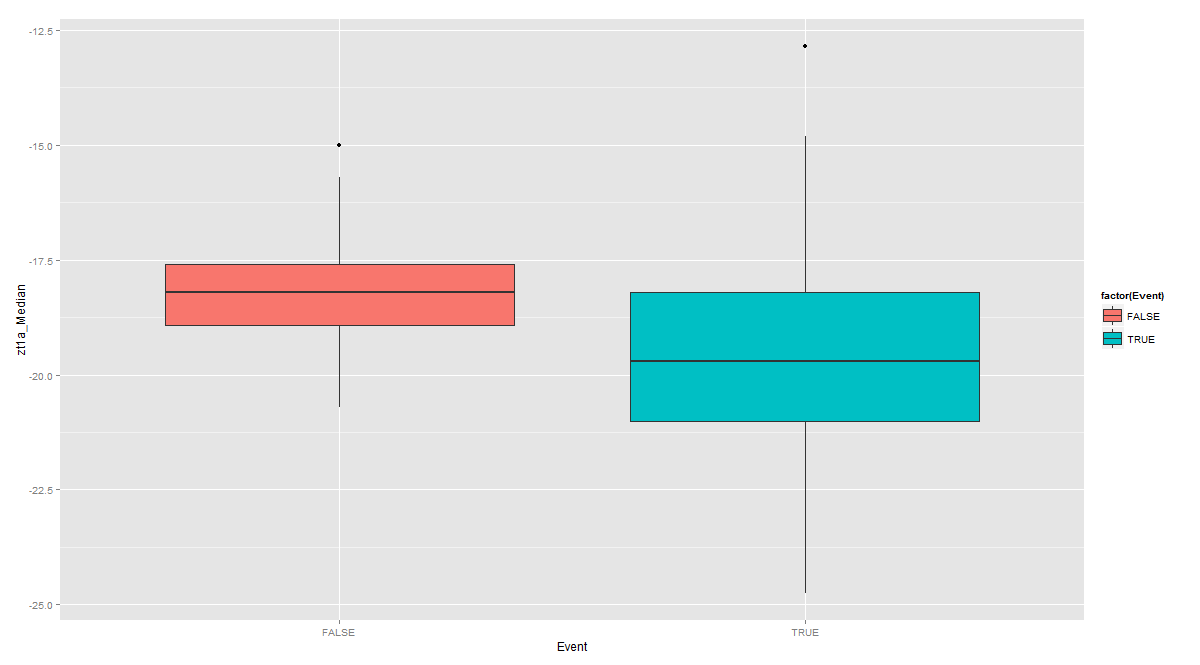 -12.5
-15.0
-17.5
-20.0
-22.5
-25.0
zt1a_Median
FALSE
TRUE
Event
factor(Event)
FALSE
TRUE